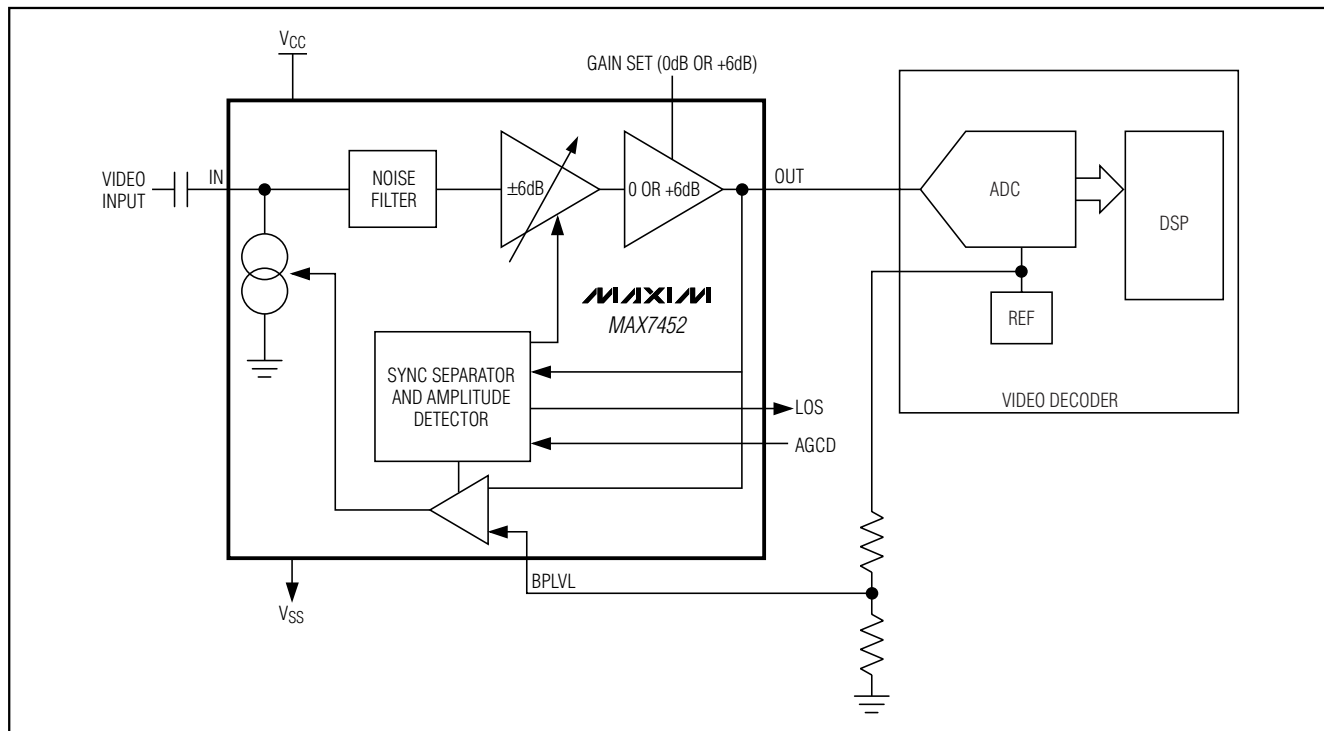 VCC
GAIN SET (0dB OR +6dB)
VIDEO
INPUT
IN
NOISE
FILTER
±6dB
0 OR +6dB
OUT
ADC
DSP
REF
VIDEO DECODER
MAXIM
MAX7452
SYNC SEPARATOR
AND AMPLITUDE
DETECTOR
LOS
AGCD
BPLVL
VSS